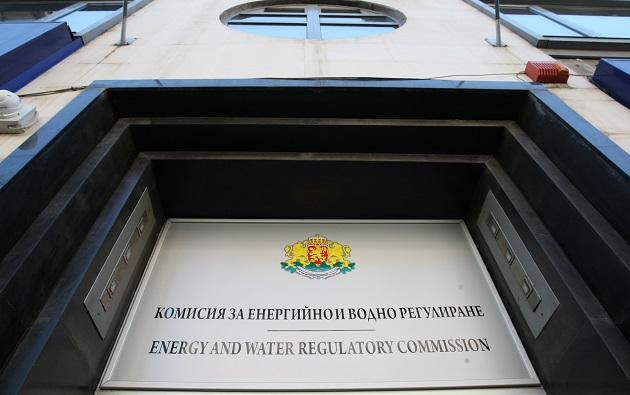 КОМИСИЯ ЗА ЕНЕРГИЙНО И ВОДНО РЕГУЛИРАНЕ
ENERGY AND WATER REGULATORY COMMISSION